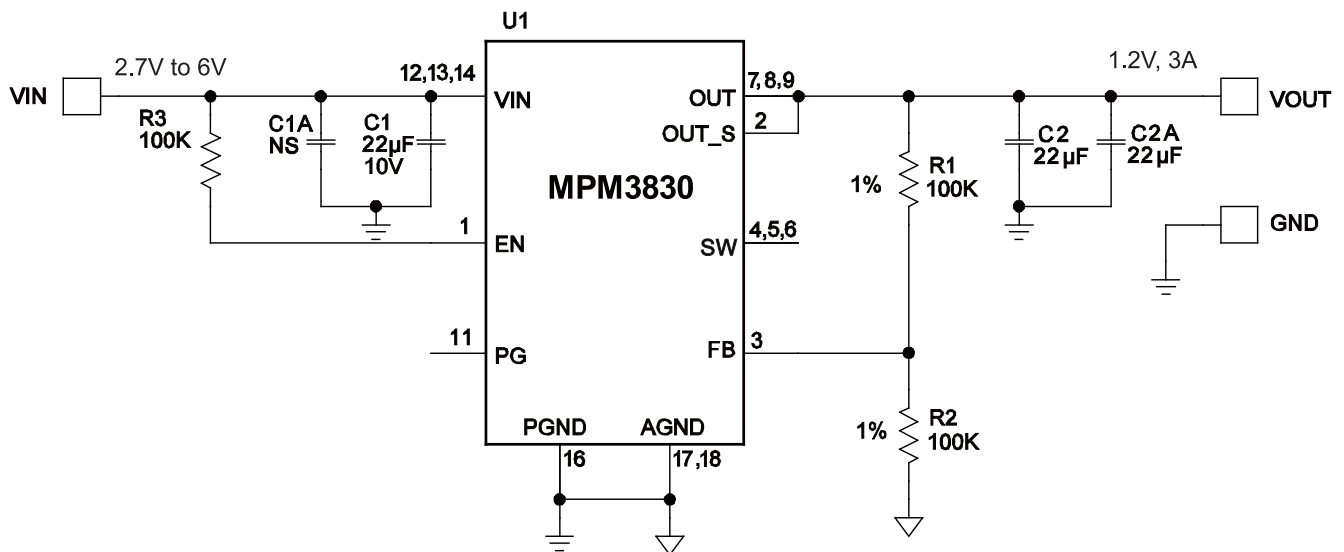 U1
2.7V to 6V
12,13,14
7,8,9
1.2V, 3A
VIN
VIN
OUT
VOUT
R3
100K
C1A
NS
C1
22µF
10V
OUT_S
2
C2
22µF
C2A
22µF
MPM3830
1%
R1
100K
1
EN
4,5,6
SW
GND
11
PG
FB
3
PGND
AGND
1%
R2
100K
16
17,18